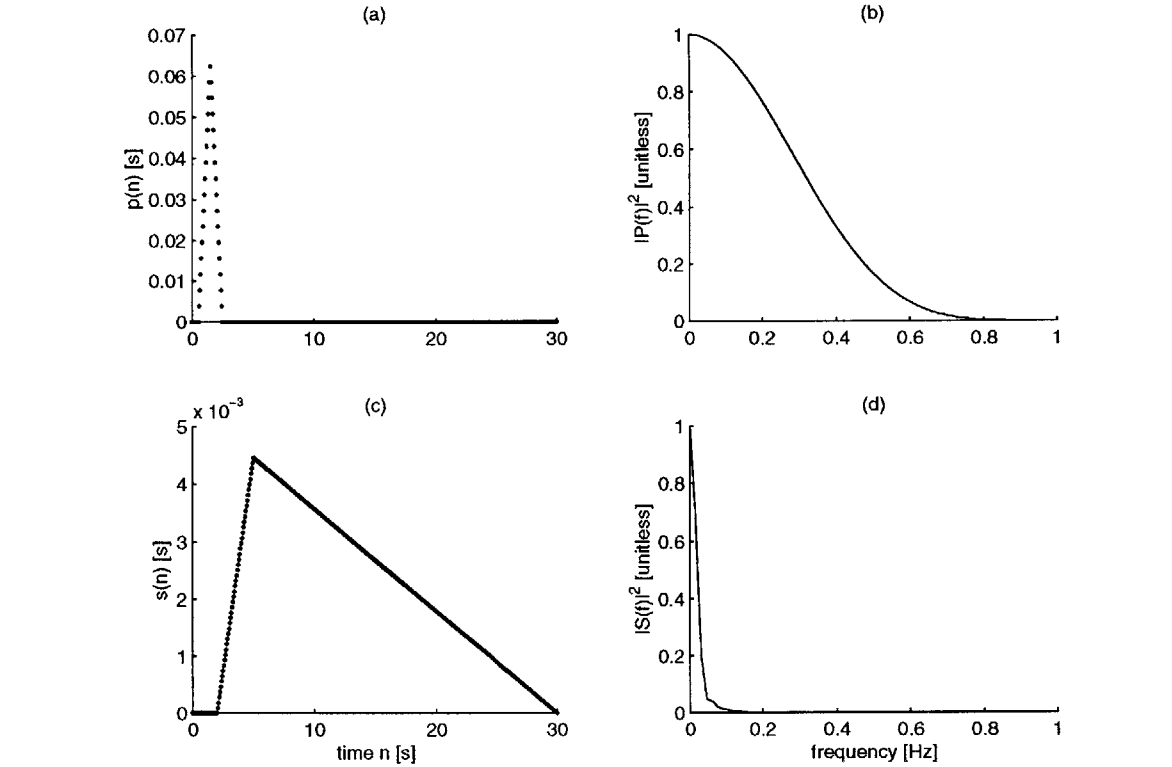 (a)
0.07
0.06
0.05
0.04
0.03
0.02
0.01
0
p(n) [s]
0 10 20 30
(b)
1
0.8
0.6
0.4
0.2
0
|P(f)|² [unitless]
0 0.2 0.4 0.6 0.8 1
(c)
x 10⁻³
5
4
3
2
1
0
s(n) [s]
0 10 20 30
time n [s]
(d)
1
0.8
0.6
0.4
0.2
0
|S(f)|² [unitless]
0 0.2 0.4 0.6 0.8 1
frequency [Hz]